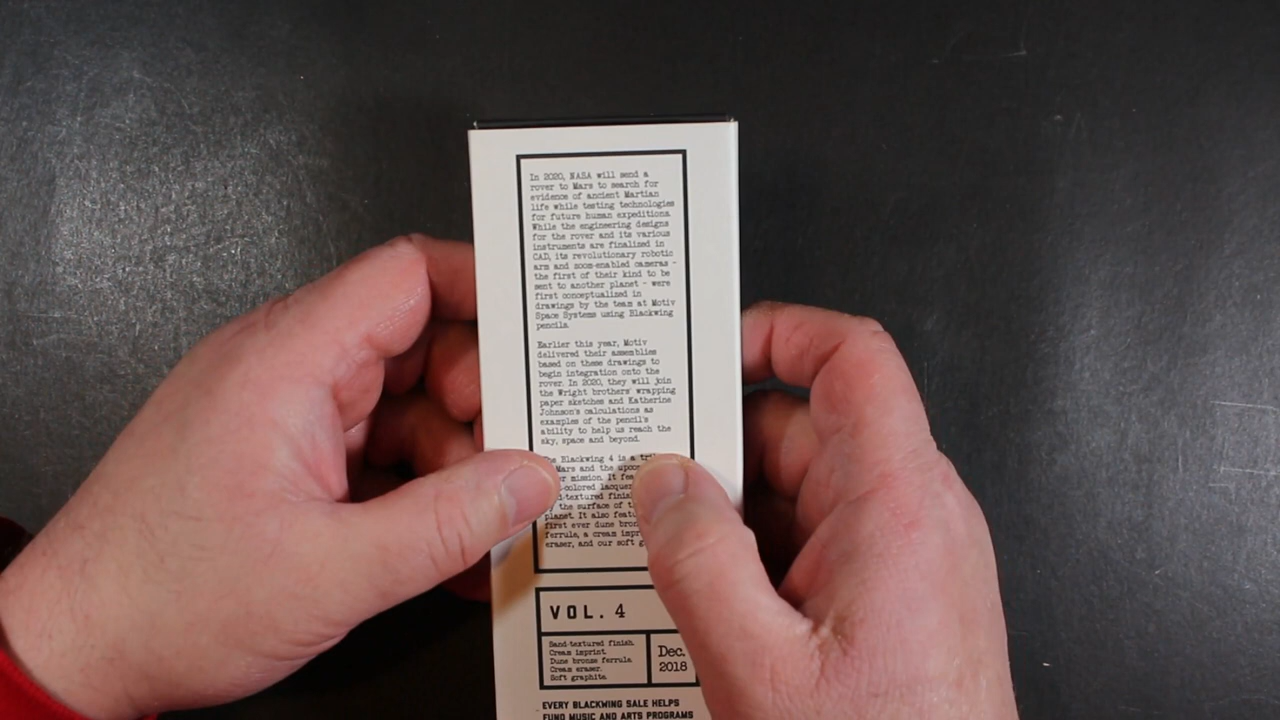 In 2020, NASA will send a
rover to Mars to search for
evidence of ancient Martian
life while testing technologies
for future human expeditions.
While the engineering designs
for the rover and its various
instruments are finalized in
CAD, its revolutionary robotic
arm and zoom-enabled cameras -
the first of their kind to be
sent to another planet - were
first conceptualized in
drawings by the team at Motiv
Space Systems using Blackwing
pencils.
Earlier this year, Motiv
delivered their assemblies
based on these drawings to
begin integration onto the
rover. In 2020, they will join
the Wright brothers' wrapping
paper sketches and Katherine
Johnson's calculations as
examples of the pencil's
ability to help us reach the
sky, space and beyond.
Blackwing 4 is a
Mars and the
mission. It
-colored
-textured
the surface of
planet. It also
first ever dune
ferrule, a cream
eraser, and our soft
VOL. 4
Sand-textured finish.
Cream imprint.
Dune bronze ferrule.
Cream eraser.
Soft graphite.
Dec.
2018
EVERY BLACKWING SALE HELPS
FUND MUSIC AND ARTS PROGRAMS